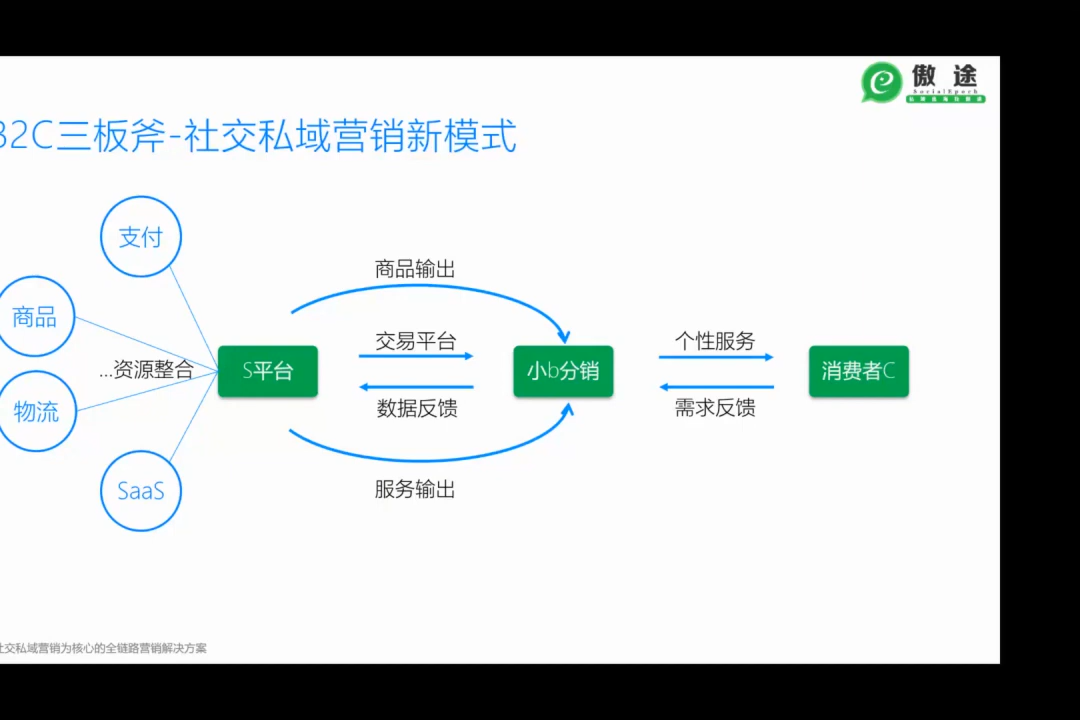 傲途
SocialEpoch
B2C三板斧-社交私域营销新模式
支付
商品
...资源整合
物流
SaaS
S平台
商品输出
交易平台
数据反馈
服务输出
小b分销
个性服务
需求反馈
消费者C
社交私域营销为核心的全链路营销解决方案